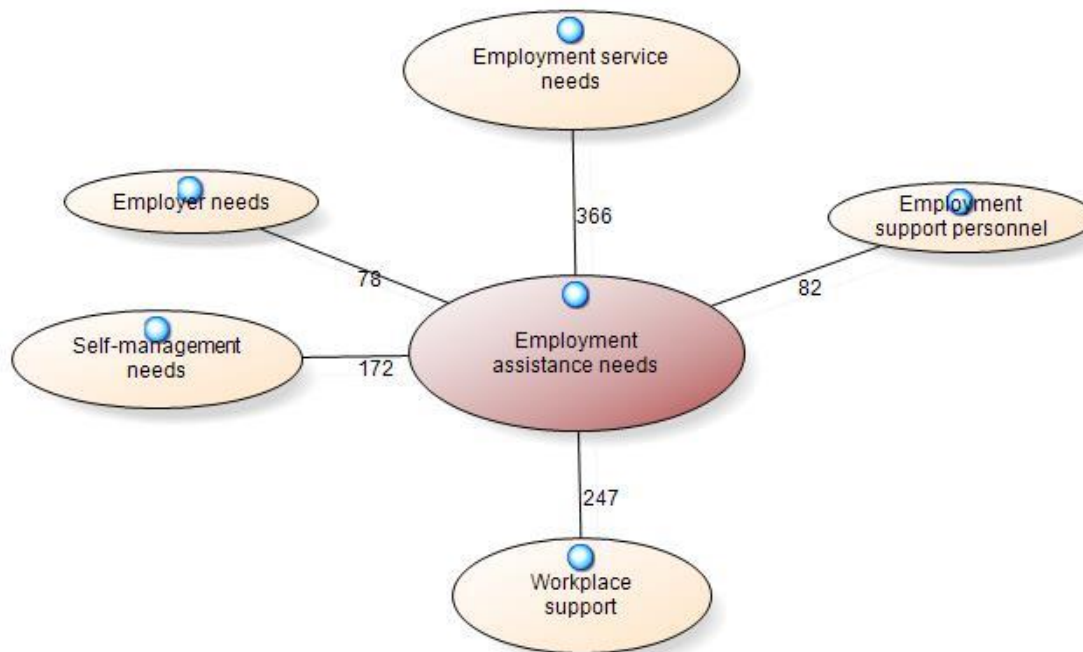 Employment service
needs
Employer needs
Employment
support personnel
366
78
82
Self-management
needs
Employment
assistance needs
172
247
Workplace
support